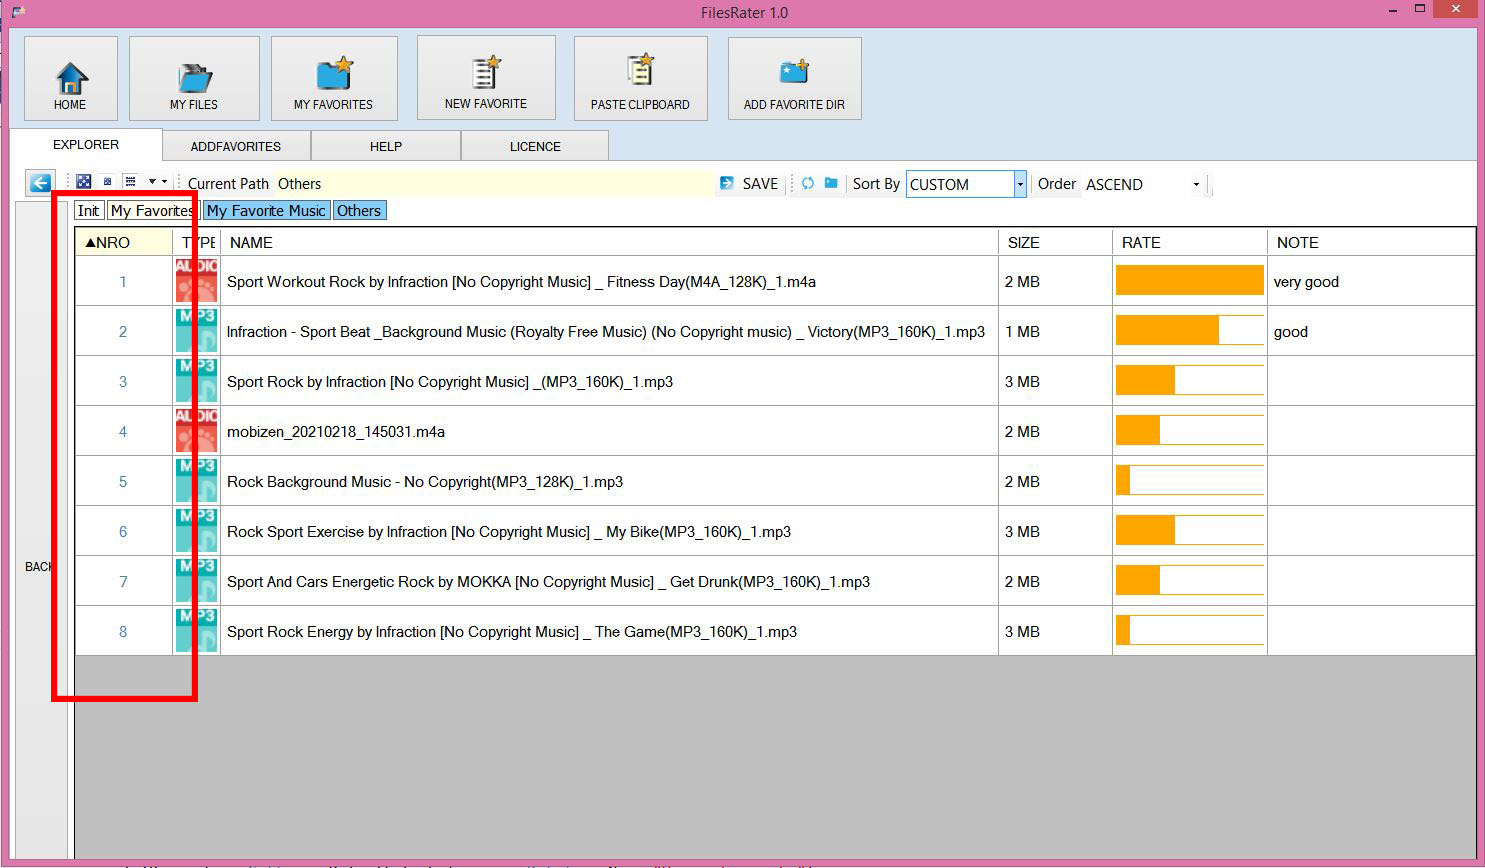 FilesRater 1.0
HOME
MY FILES
MY FAVORITES
NEW FAVORITE
PASTE CLIPBOARD
ADD FAVORITE DIR
EXPLORER ADDFAVORITES HELP LICENCE
Current Path Others SAVE Sort By CUSTOM Order ASCEND
Init My Favorites My Favorite Music Others
▲NRO TYPE NAME SIZE RATE NOTE
1 AUDIO Sport Workout Rock by Infraction [No Copyright Music] _ Fitness Day(M4A_128K)_1.m4a 2 MB very good
2 MP3 Infraction - Sport Beat _Background Music (Royalty Free Music) (No Copyright music) _ Victory(MP3_160K)_1.mp3 1 MB good
3 MP3 Sport Rock by Infraction [No Copyright Music] _(MP3_160K)_1.mp3 3 MB
4 AUDIO mobizen_20210218_145031.m4a 2 MB
5 MP3 Rock Background Music - No Copyright(MP3_128K)_1.mp3 2 MB
6 MP3 Rock Sport Exercise by Infraction [No Copyright Music] _ My Bike(MP3_160K)_1.mp3 3 MB
BACK
7 MP3 Sport And Cars Energetic Rock by MOKKA [No Copyright Music] _ Get Drunk(MP3_160K)_1.mp3 2 MB
8 MP3 Sport Rock Energy by Infraction [No Copyright Music] _ The Game(MP3_160K)_1.mp3 3 MB